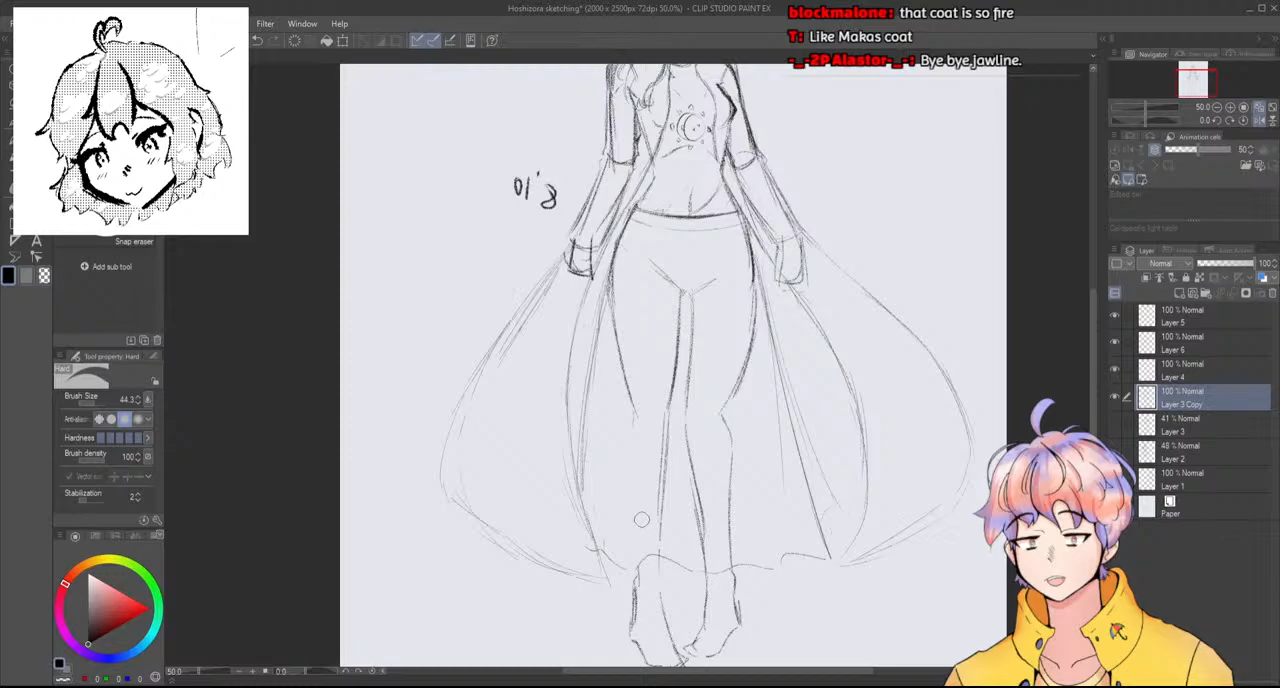 Hoshizora sketching* (2000 x 2500px 72dpi 50.0%) - CLIP STUDIO PAINT EX
Filter Window Help
blockmalone: that coat is so fire
T: Like Makas coat
-_-2P Alastor-_-: Bye bye jawline.
Snap eraser
Add sub tool
Tool property: Hard
Hard
Brush Size 44.3
Hardness
Brush density 100
Stabilization 2
Navigator
50.0
0.0
Animation cels
50
Layer
Normal 100
100 % Normal
Layer 5
100 % Normal
Layer 6
100 % Normal
Layer 4
100 % Normal
Layer 3 Copy
41 % Normal
Layer 3
48 % Normal
Layer 2
100 % Normal
Layer 1
Paper
50.0
0.0
0 0 0